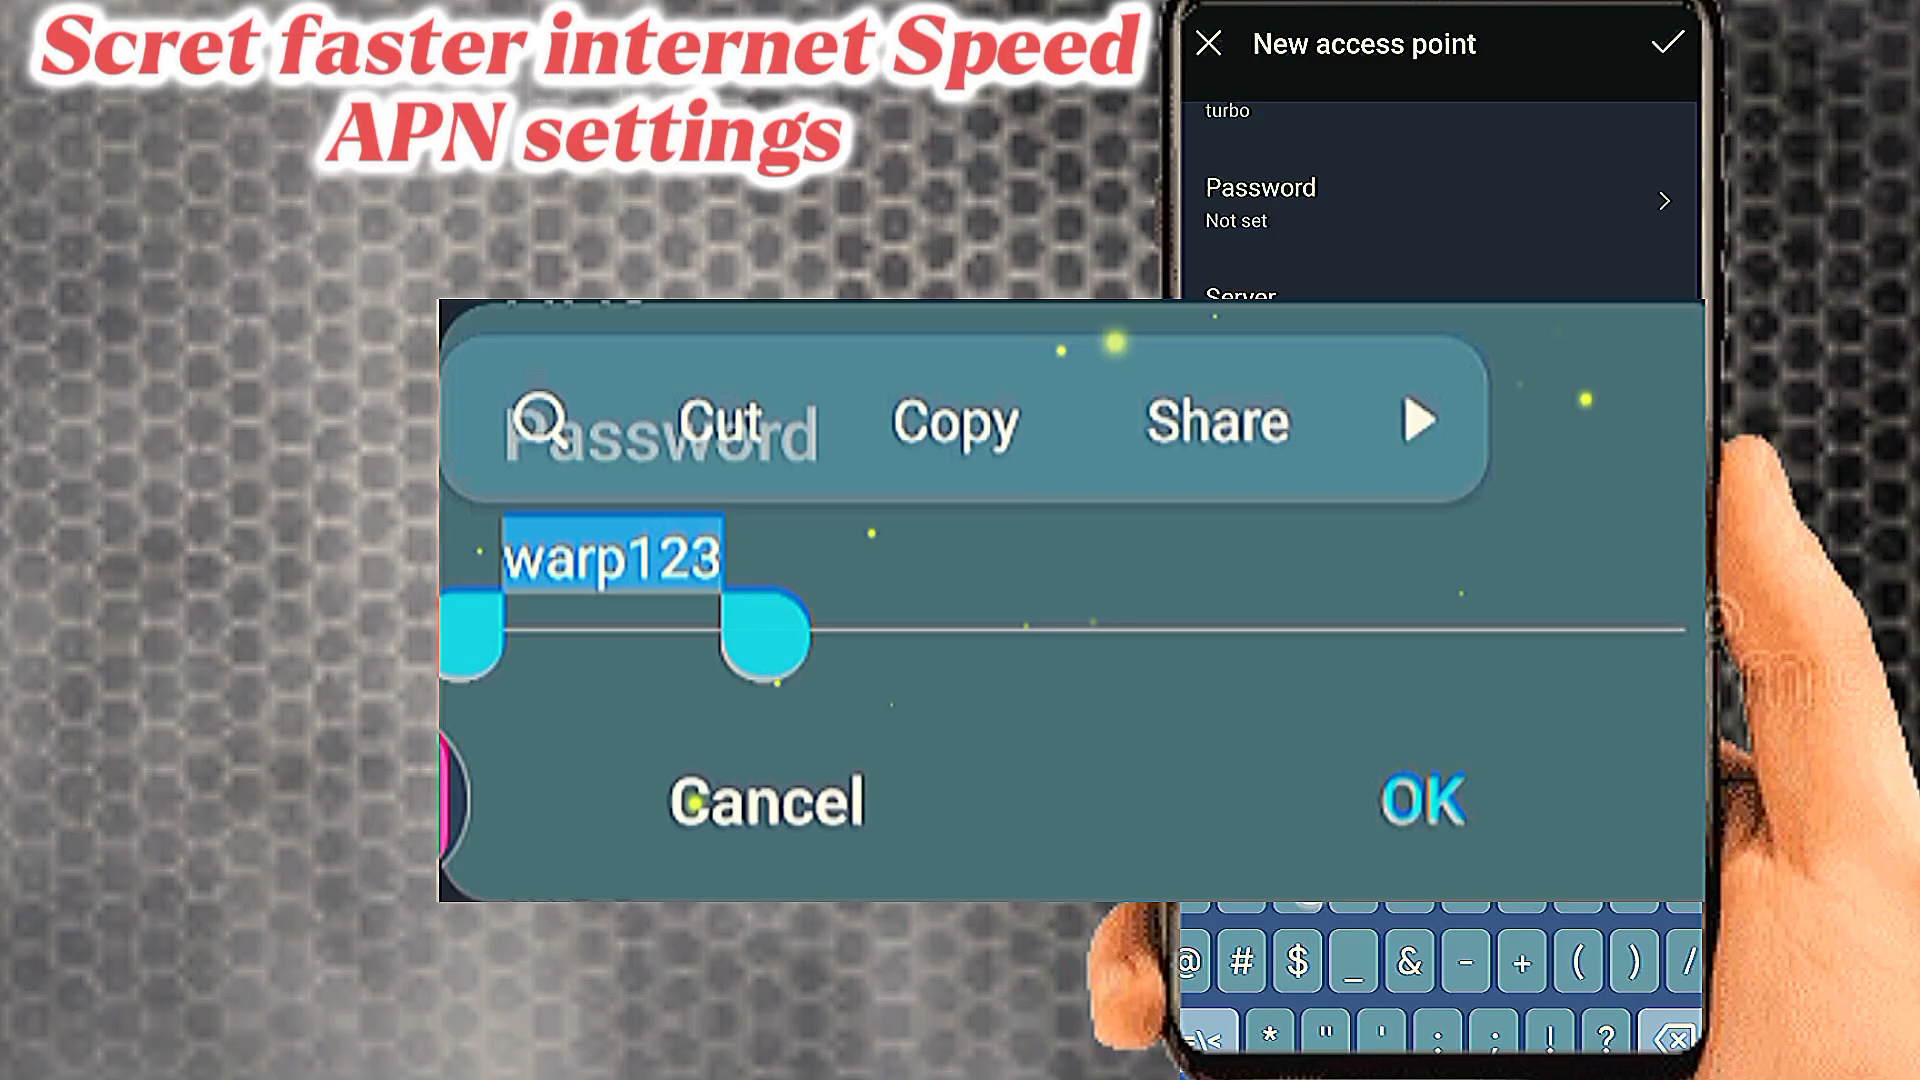 Scret faster internet Speed
APN settings
New access point
turbo
Password
Not set
Server
Password
Cut
Copy
Share
warp123
Cancel
OK
@ # $ _ & - + ( ) /
=\< * " ' : ; ! ?